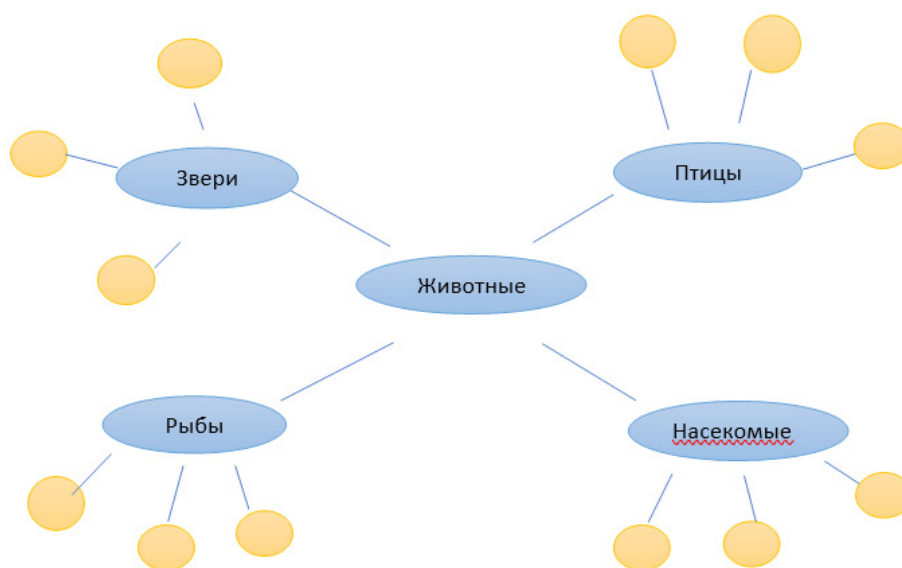 Звери
Птицы
Животные
Рыбы
Насекомые